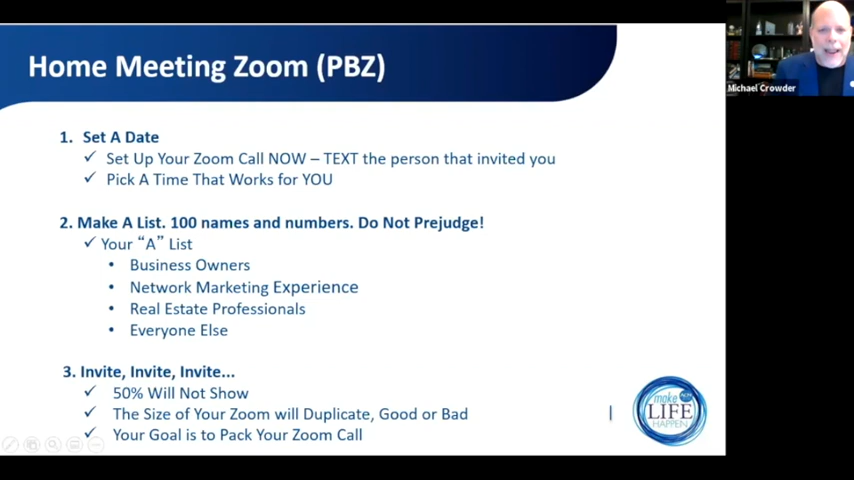 Home Meeting Zoom (PBZ)
Michael Crowder
1. Set A Date
✓ Set Up Your Zoom Call NOW – TEXT the person that invited you
✓ Pick A Time That Works for YOU
2. Make A List. 100 names and numbers. Do Not Prejudge!
✓ Your “A” List
• Business Owners
• Network Marketing Experience
• Real Estate Professionals
• Everyone Else
3. Invite, Invite, Invite...
✓ 50% Will Not Show
✓ The Size of Your Zoom will Duplicate, Good or Bad
✓ Your Goal is to Pack Your Zoom Call
make
LIFE
HAPPEN